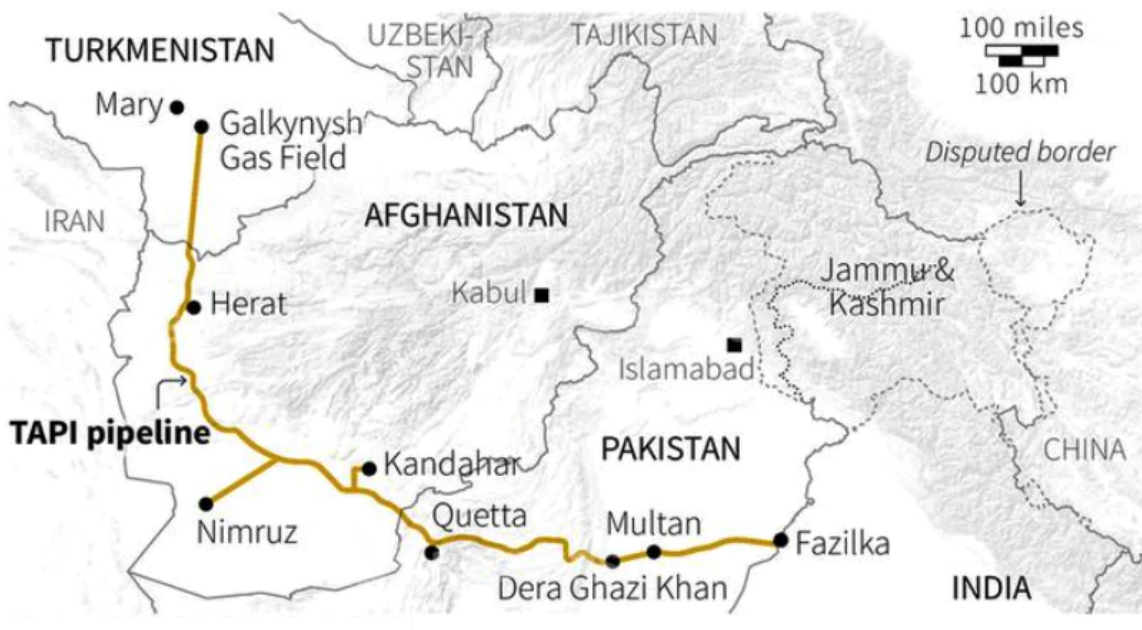 TURKMENISTAN
UZBEKI-
STAN
TAJIKISTAN
100 miles
100 km
Mary
Galkynysh
Gas Field
Disputed border
IRAN
AFGHANISTAN
Jammu &
Kashmir
Kabul
Herat
Islamabad
TAPI pipeline
PAKISTAN
CHINA
Kandahar
Nimruz
Quetta
Multan
Fazilka
Dera Ghazi Khan
INDIA